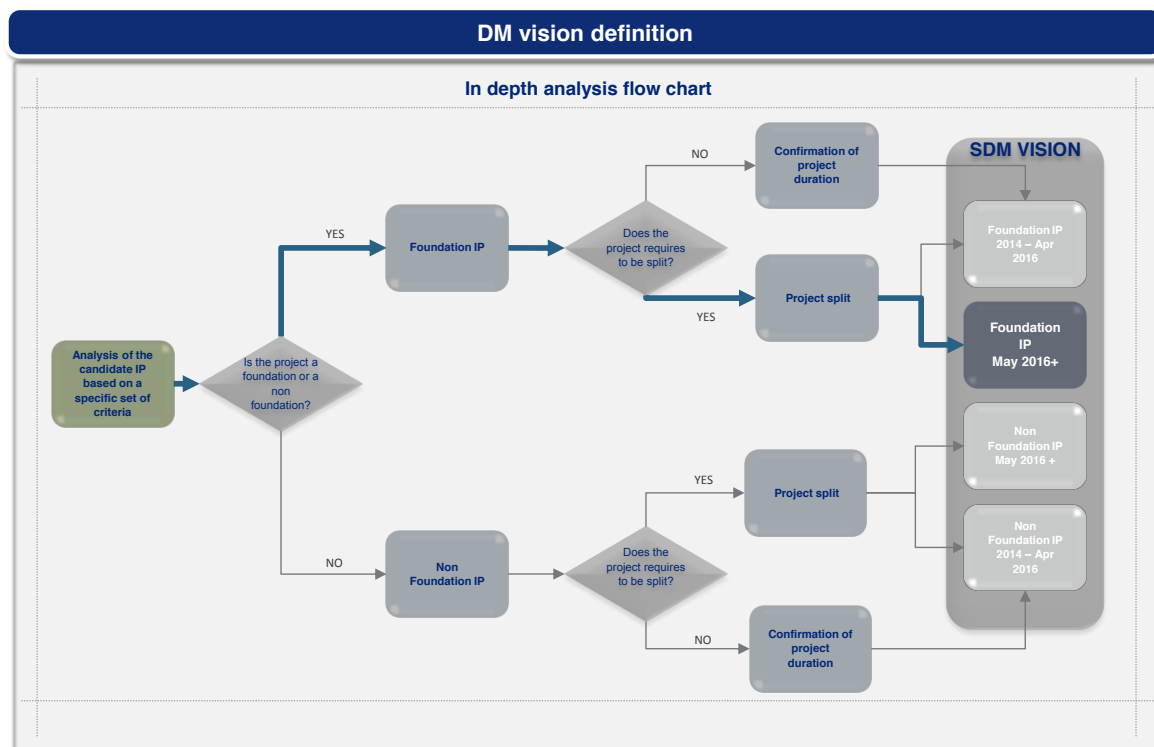 DM vision definition
In depth analysis flow chart
NO
Confirmation of
project
duration
SDM VISION
YES
Foundation IP
Does the
project requires
to be split?
Foundation IP
2014 – Apr
2016
YES
Project split
Foundation
IP
May 2016+
Analysis of the
candidate IP
based on a
specific set of
criteria
Is the project a
foundation or a
non
foundation?
Non
Foundation IP
May 2016 +
YES
Project split
NO
Non
Foundation IP
Does the
project requires
to be split?
Non
Foundation IP
2014 – Apr
2016
NO
Confirmation of
project
duration